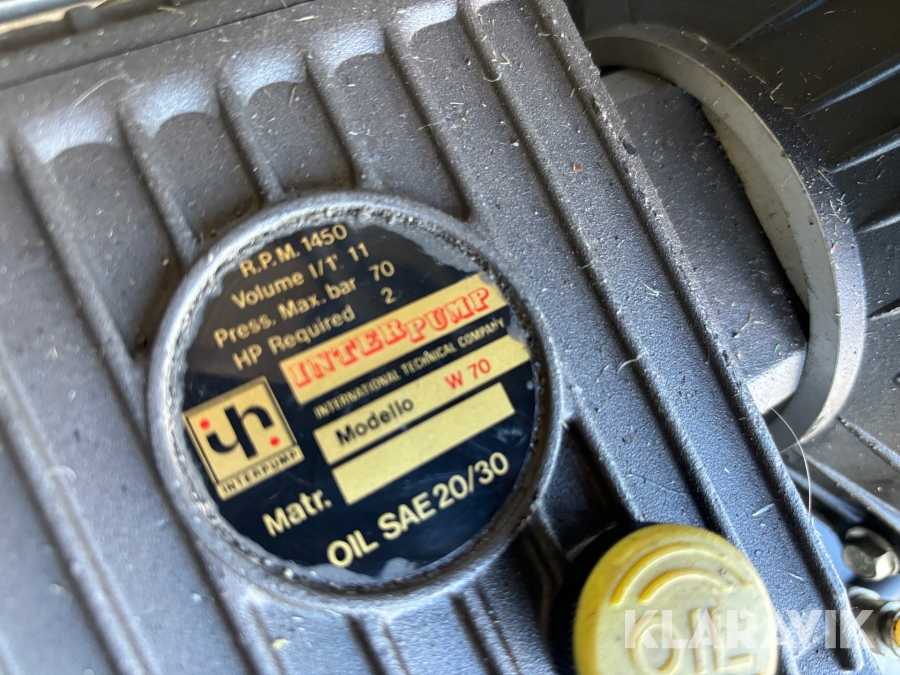 R.P.M. 1450
Volume l/1' 11
Press. Max. bar 70
HP Required 2
INTERPUMP
INTERNATIONAL TECHNICAL COMPANY
Modello W 70
INTERPUMP
Matr.
OIL SAE 20/30
OIL
KLARAVIK